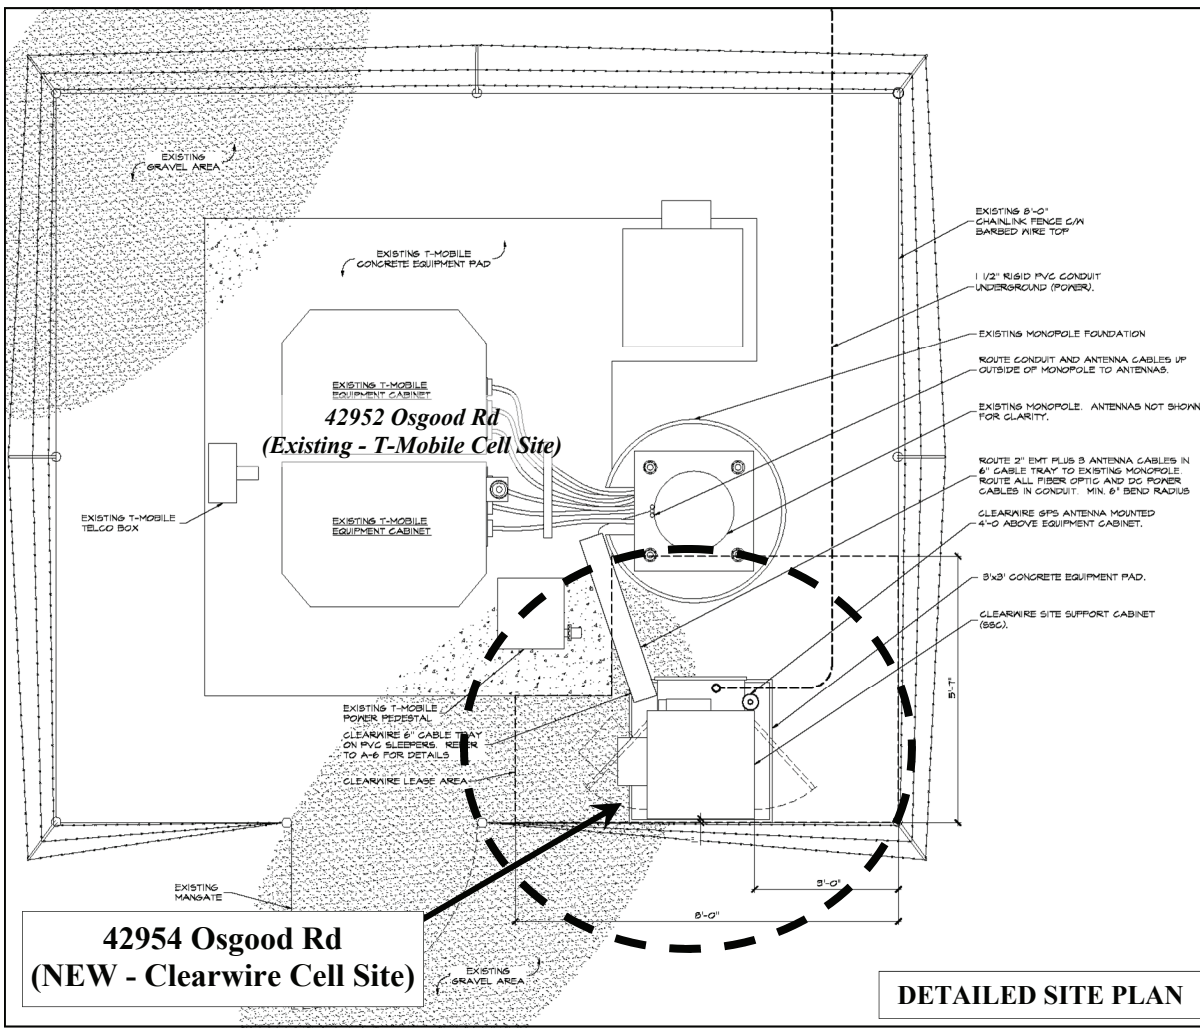 EXISTING
GRAVEL AREA
EXISTING T-MOBILE
CONCRETE EQUIPMENT PAD
EXISTING 8'-0"
CHAINLINK FENCE C/W
BARBED WIRE TOP
1 1/2" RIGID PVC CONDUIT
UNDERGROUND (POWER).
EXISTING MONOPOLE FOUNDATION
ROUTE CONDUIT AND ANTENNA CABLES UP
OUTSIDE OF MONOPOLE TO ANTENNAS.
EXISTING MONOPOLE. ANTENNAS NOT SHOWN
FOR CLARITY.
ROUTE 2" EMT PLUS 3 ANTENNA CABLES IN
6" CABLE TRAY TO EXISTING MONOPOLE.
ROUTE ALL FIBER OPTIC AND DC POWER
CABLES IN CONDUIT. MIN. 6" BEND RADIUS
CLEARWIRE GPS ANTENNA MOUNTED
4'-0 ABOVE EQUIPMENT CABINET.
3'x3' CONCRETE EQUIPMENT PAD.
CLEARWIRE SITE SUPPORT CABINET
(SSC).
EXISTING T-MOBILE
EQUIPMENT CABINET
42952 Osgood Rd
(Existing - T-Mobile Cell Site)
EXISTING T-MOBILE
TELCO BOX
EXISTING T-MOBILE
EQUIPMENT CABINET
EXISTING T-MOBILE
POWER PEDESTAL
CLEARWIRE 6" CABLE TRAY
ON PVC SLEEPERS. REFER
TO A-6 FOR DETAILS
CLEARWIRE LEASE AREA
5'-7"
3'-0"
8'-0"
EXISTING
MANGATE
42954 Osgood Rd
(NEW - Clearwire Cell Site)
EXISTING
GRAVEL AREA
DETAILED SITE PLAN